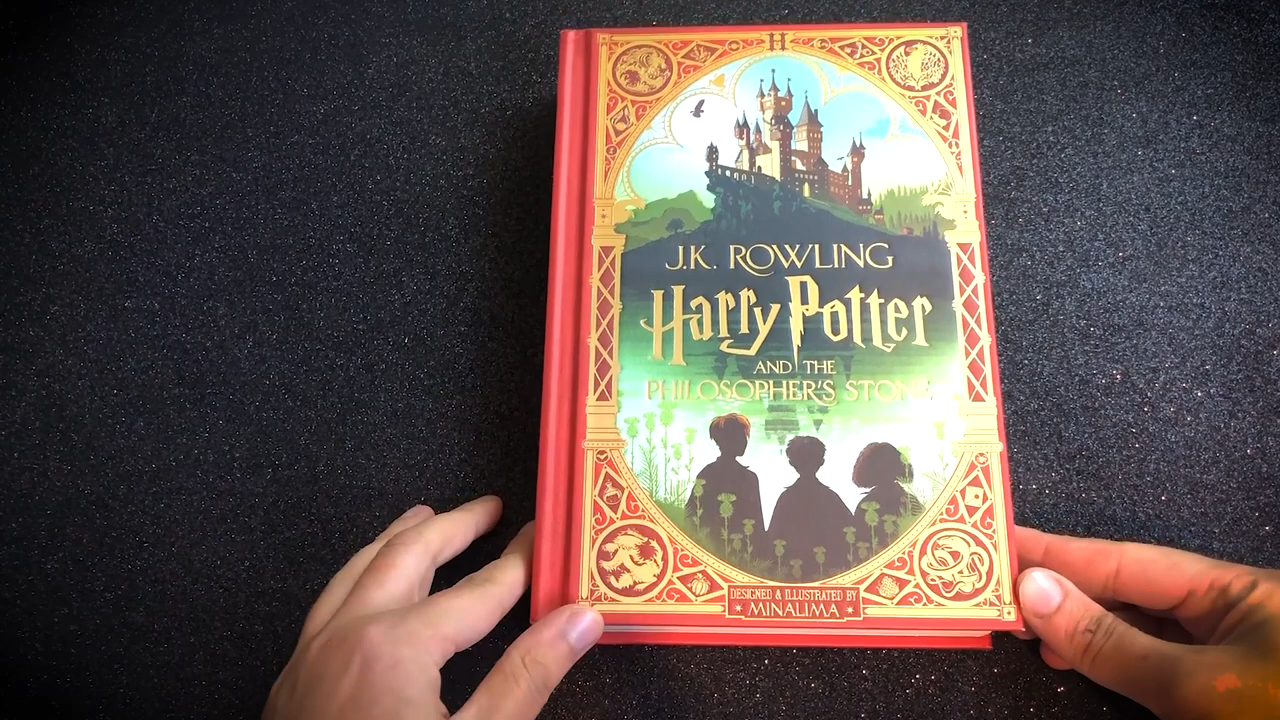 H
J.K. ROWLING
Harry Potter
AND THE
PHILOSOPHER'S STONE
DESIGNED & ILLUSTRATED BY
MINALIMA